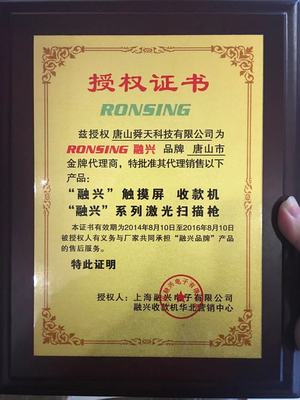 授权证书
RONSING
兹授权 唐山舜天科技有限公司为
RONSING 融兴 品牌 唐山市
金牌代理商，特批准其代理销售以下
产品：
“融兴”触摸屏 收款机
“融兴”系列激光扫描枪
本证书有效期为2014年8月10日至2016年8月10日
被授权人有义务与厂家共同承担“融兴品牌”产品
的售后服务。
特此证明
授权人：上海融兴电子有限公司
融兴收款机华北营销中心